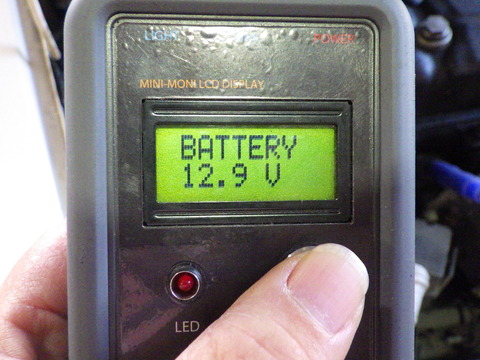 LIGHT POWER
MINI-MONI LCD DISPLAY
BATTERY
12.9 V
LED